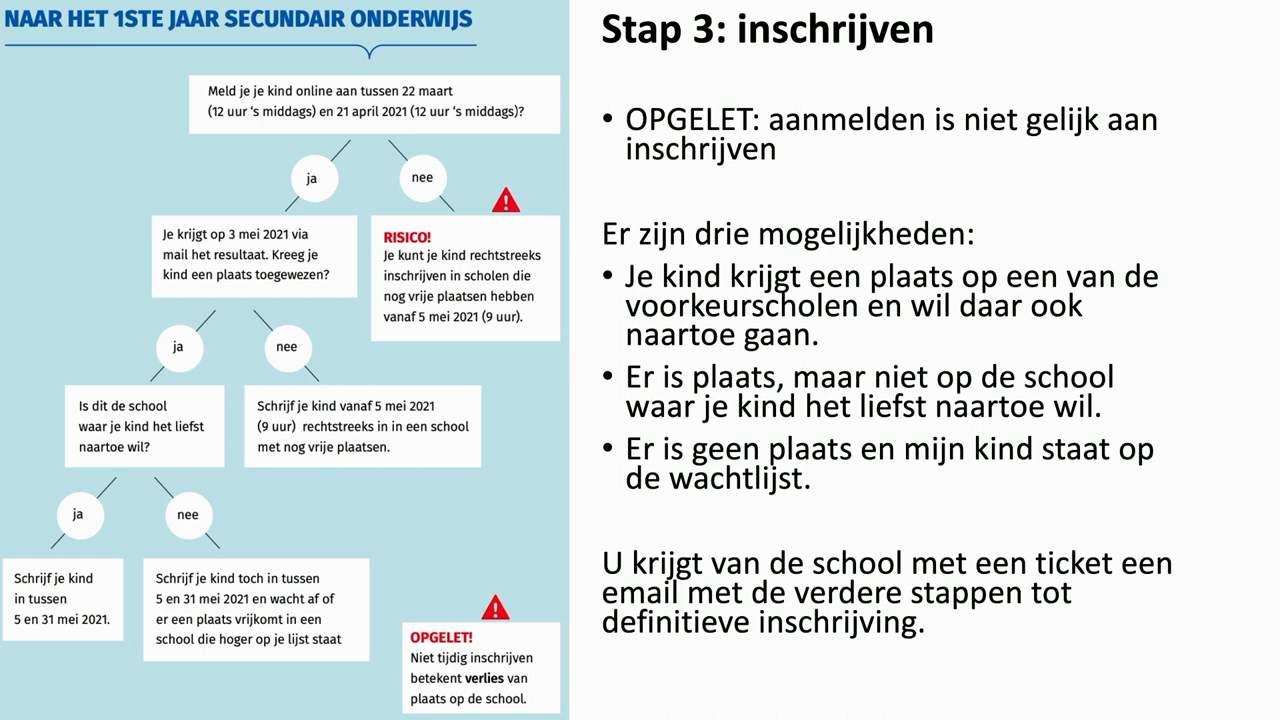 NAAR HET 1STE JAAR SECUNDAIR ONDERWIJS
Meld je je kind online aan tussen 22 maart
(12 uur ‘s middags) en 21 april 2021 (12 uur ‘s middags)?
ja
nee
Je krijgt op 3 mei 2021 via
mail het resultaat. Kreeg je
kind een plaats toegewezen?
RISICO!
Je kunt je kind rechtstreeks
inschrijven in scholen die
nog vrije plaatsen hebben
vanaf 5 mei 2021 (9 uur).
ja
nee
Is dit de school
waar je kind het liefst
naartoe wil?
Schrijf je kind vanaf 5 mei 2021
(9 uur) rechtstreeks in in een school
met nog vrije plaatsen.
ja
nee
Schrijf je kind
in tussen
5 en 31 mei 2021.
Schrijf je kind toch in tussen
5 en 31 mei 2021 en wacht af of
er een plaats vrijkomt in een
school die hoger op je lijst staat
OPGELET!
Niet tijdig inschrijven
betekent verlies van
plaats op de school.
Stap 3: inschrijven
• OPGELET: aanmelden is niet gelijk aan
inschrijven
Er zijn drie mogelijkheden:
• Je kind krijgt een plaats op een van de
voorkeurscholen en wil daar ook
naartoe gaan.
• Er is plaats, maar niet op de school
waar je kind het liefst naartoe wil.
• Er is geen plaats en mijn kind staat op
de wachtlijst.
U krijgt van de school met een ticket een
email met de verdere stappen tot
definitieve inschrijving.